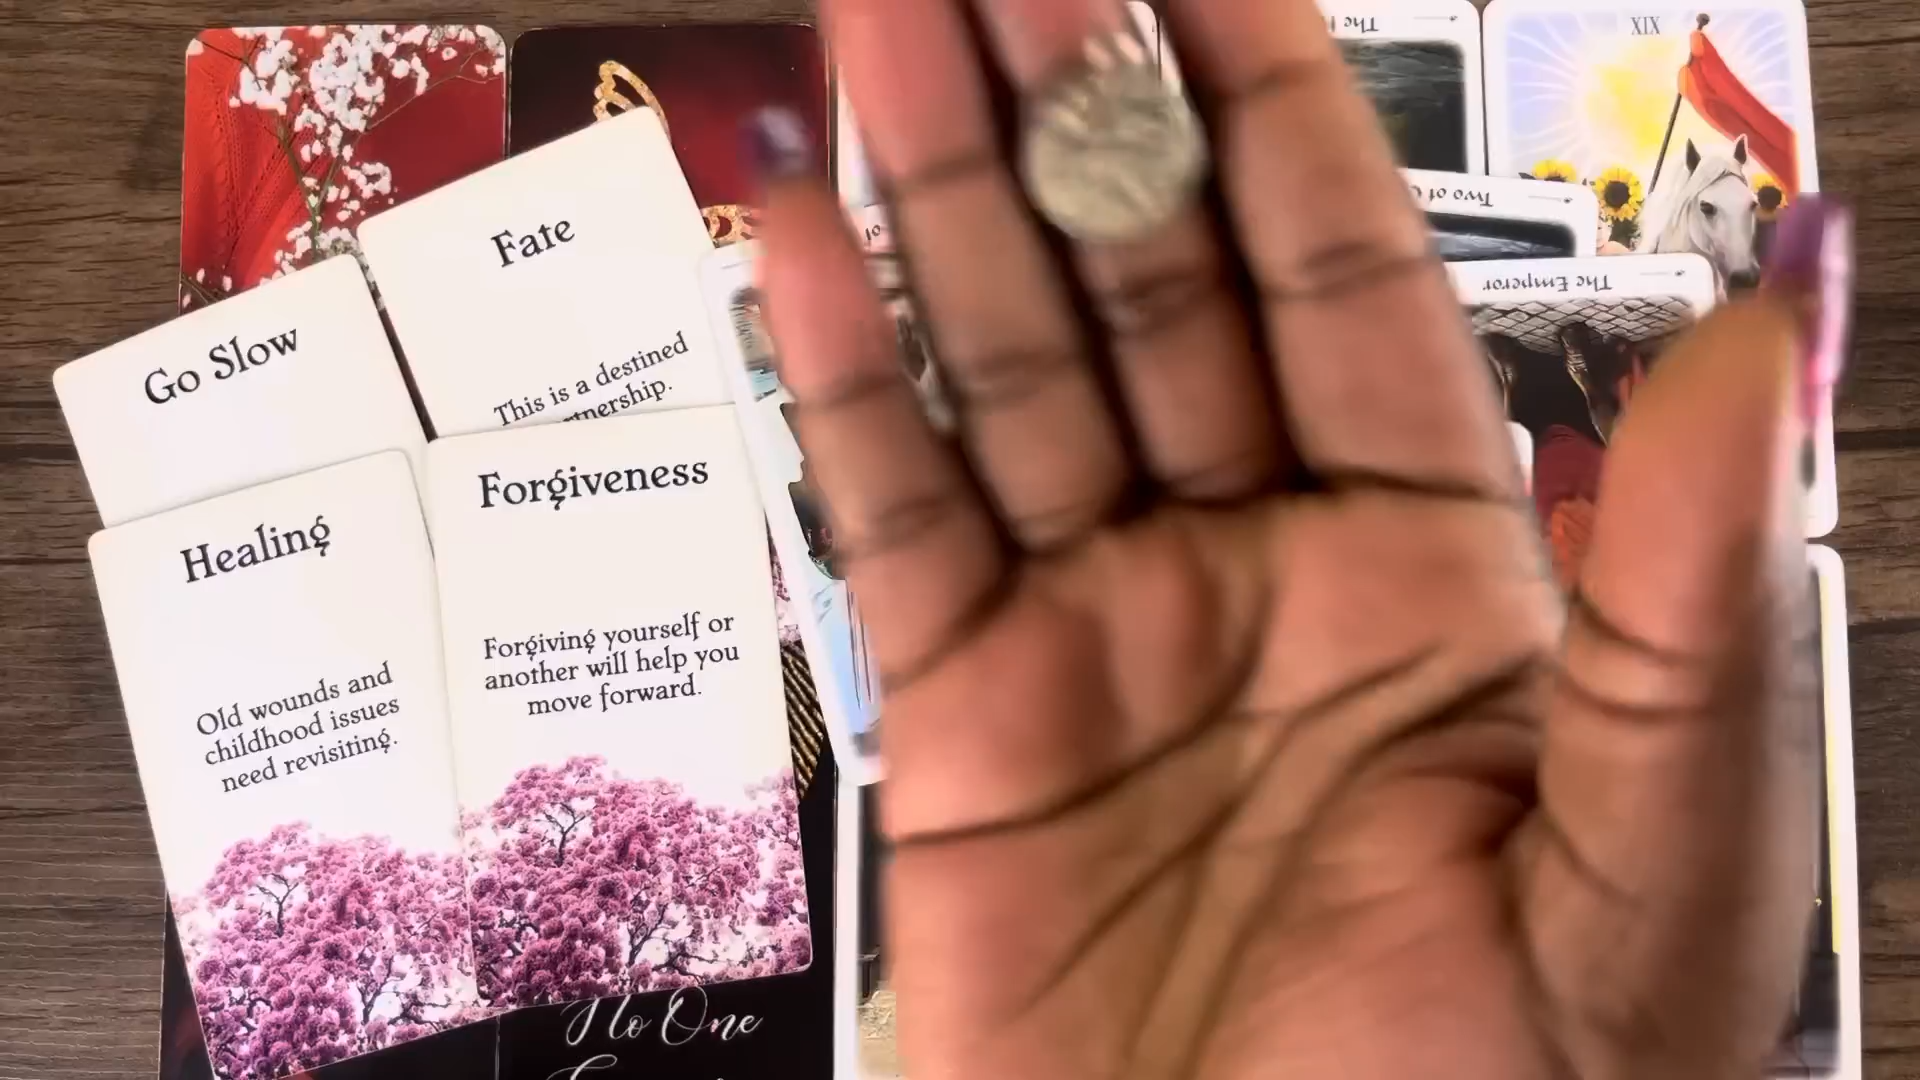 Fate
This is a destined
Go Slow
Healing
Old wounds and
childhood issues
need revisiting.
Forgiveness
Forgiving yourself or
another will help you
move forward.
No One
XIX
The
Two of
The Emperor